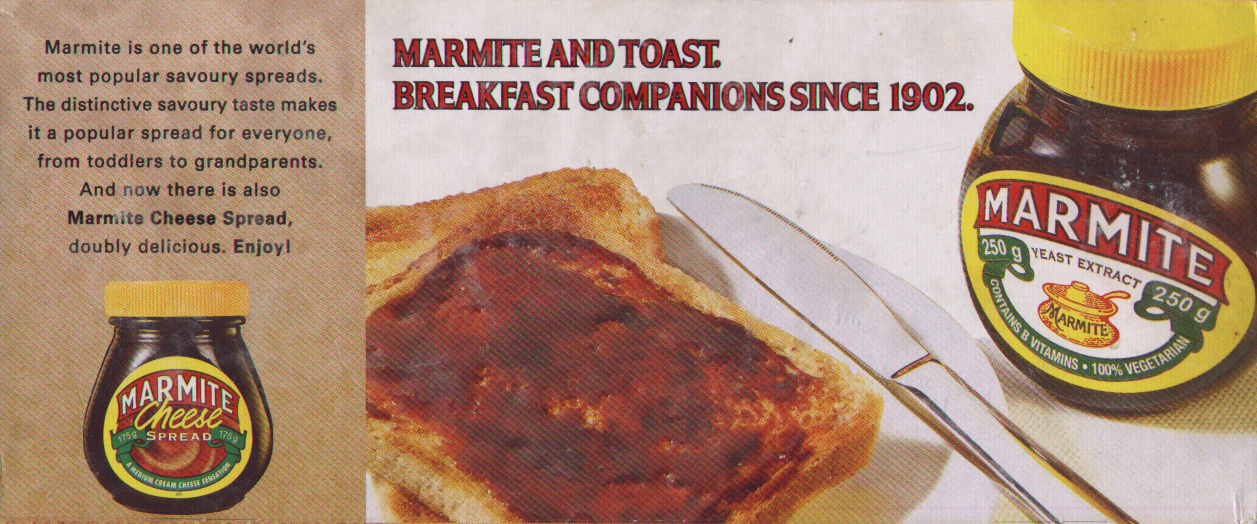 Marmite is one of the world's
most popular savoury spreads.
The distinctive savoury taste makes
it a popular spread for everyone,
from toddlers to grandparents.
And now there is also
Marmite Cheese Spread,
doubly delicious. Enjoy!
MARMITE
Cheese
175g SPREAD 175g
A MEDIUM CREAM CHEESE SENSATION
MARMITE AND TOAST.
BREAKFAST COMPANIONS SINCE 1902.
MARMITE
250 g YEAST EXTRACT 250 g
MARMITE
CONTAINS B VITAMINS • 100% VEGETARIAN